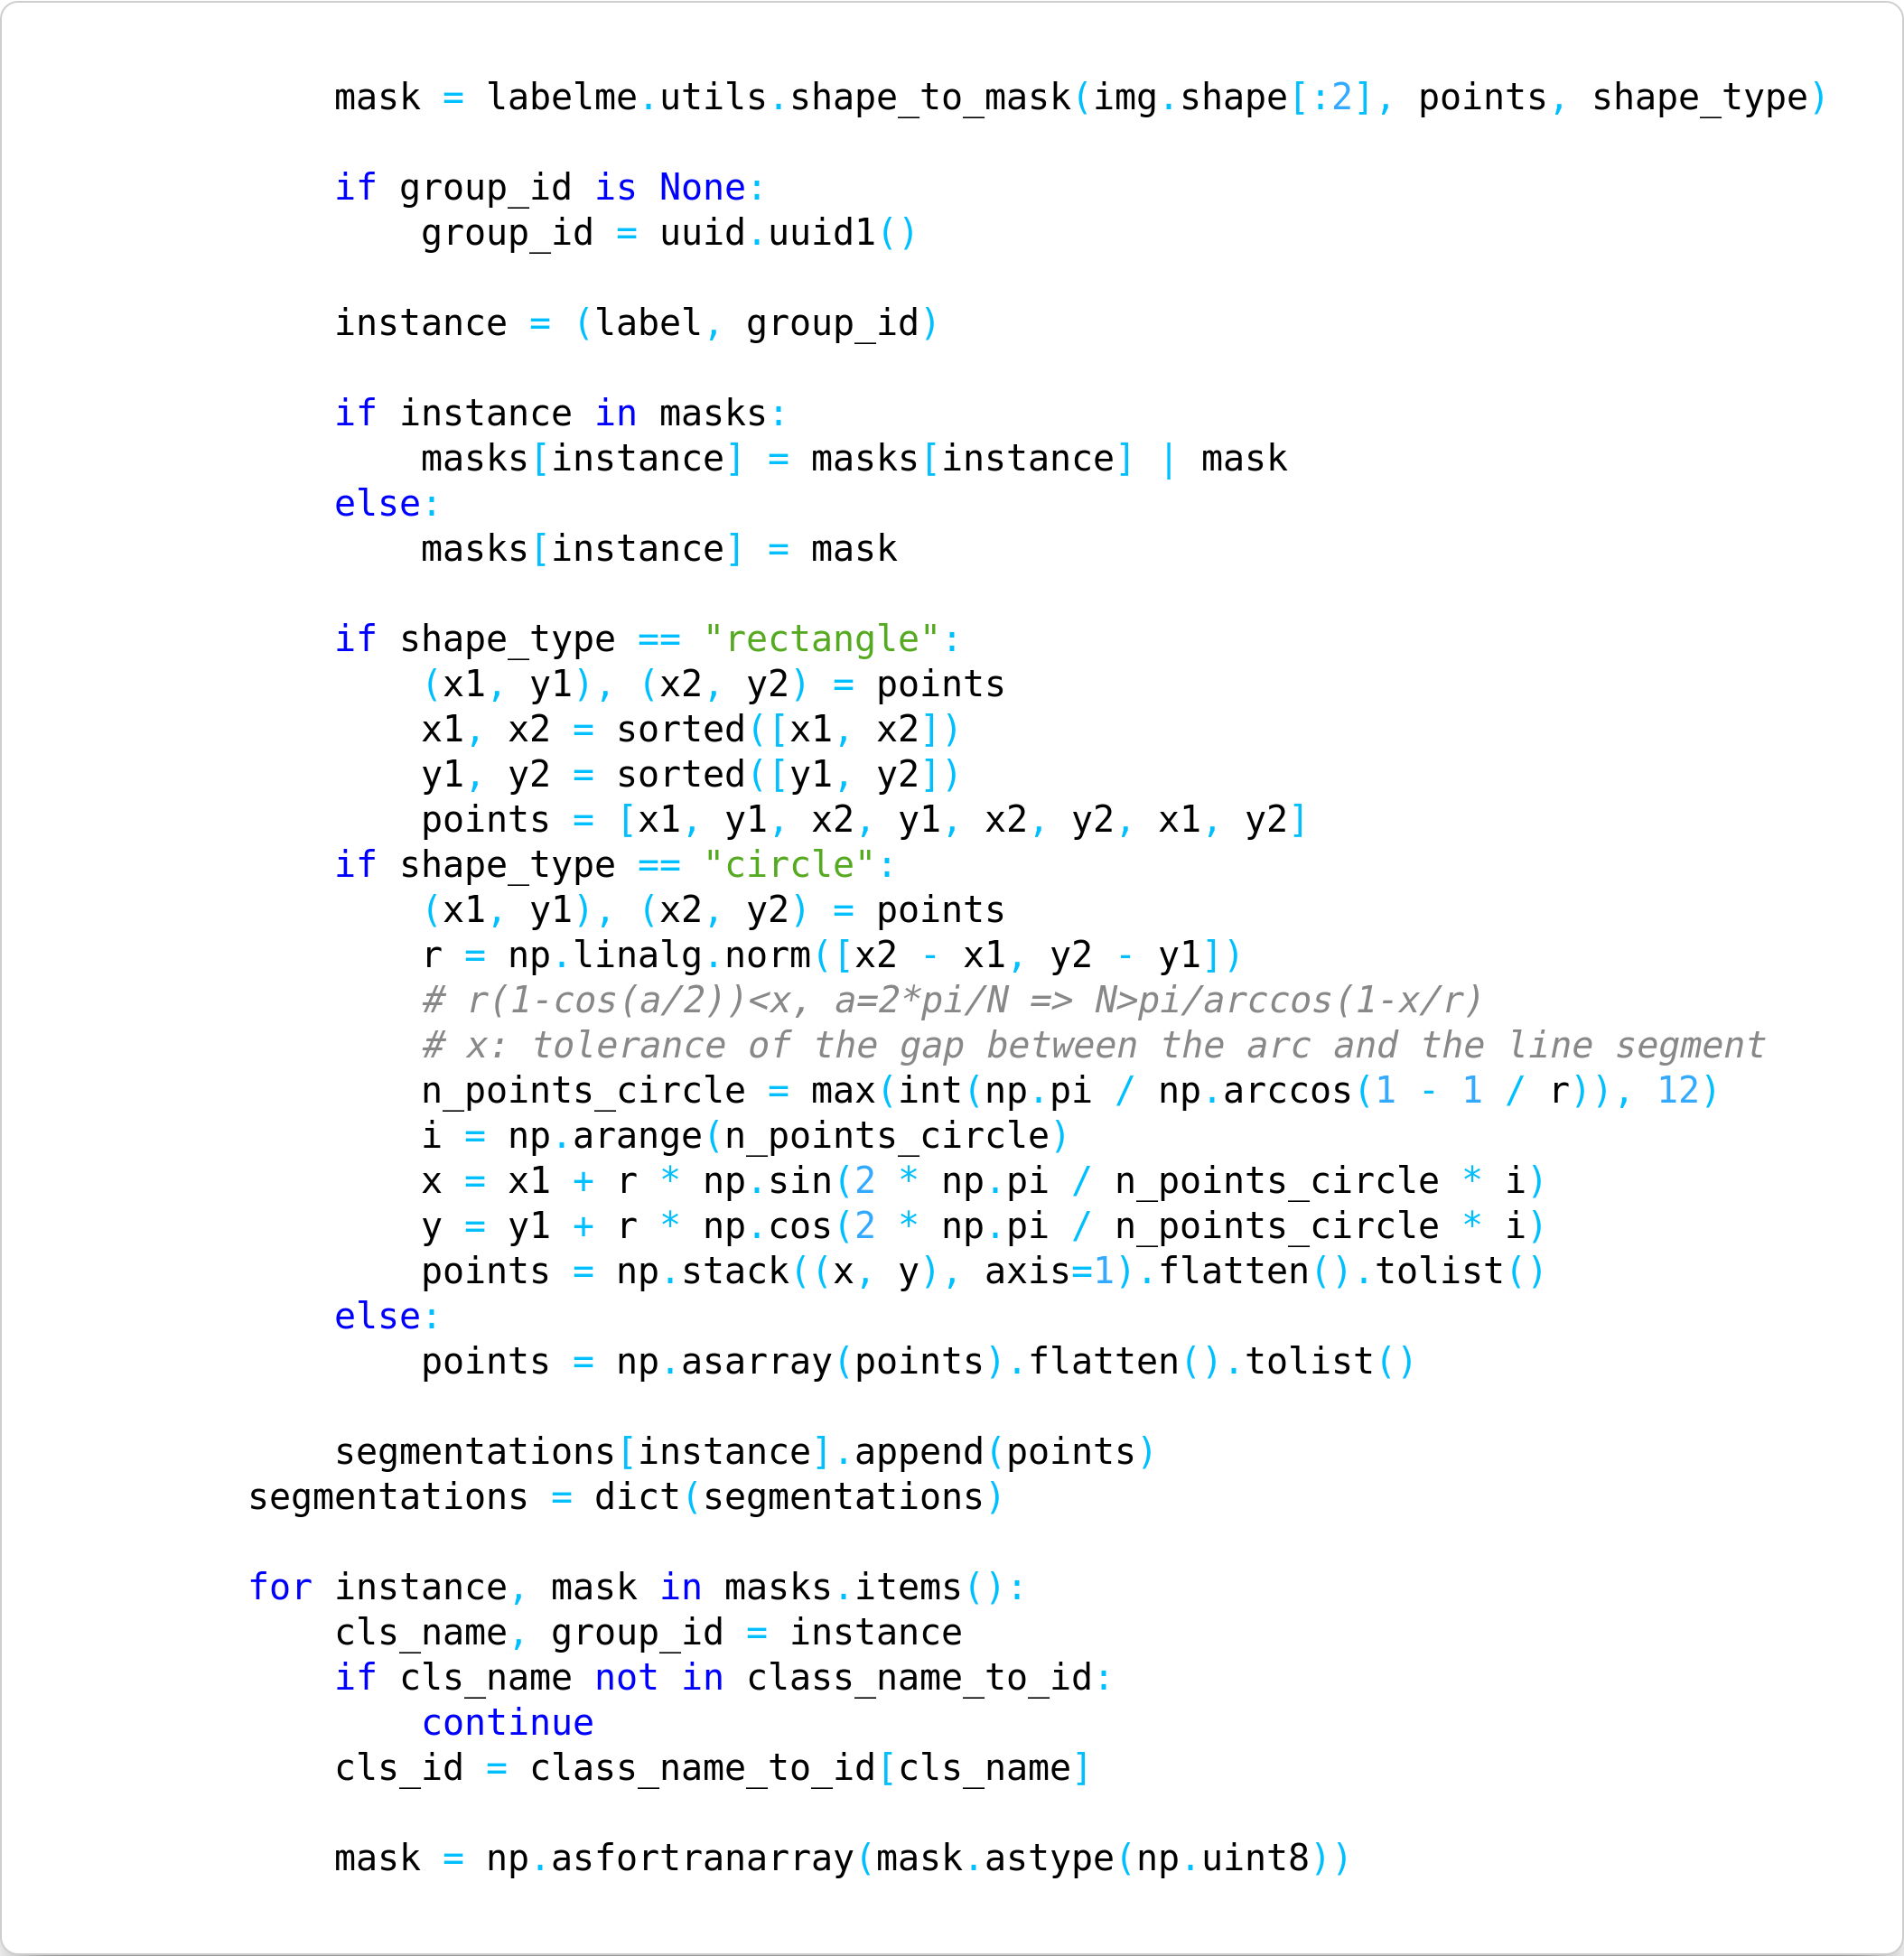 mask = labelme.utils.shape_to_mask(img.shape[:2], points, shape_type)

if group_id is None:
    group_id = uuid.uuid1()

instance = (label, group_id)

if instance in masks:
    masks[instance] = masks[instance] | mask
else:
    masks[instance] = mask

if shape_type == "rectangle":
    (x1, y1), (x2, y2) = points
    x1, x2 = sorted([x1, x2])
    y1, y2 = sorted([y1, y2])
    points = [x1, y1, x2, y1, x2, y2, x1, y2]
if shape_type == "circle":
    (x1, y1), (x2, y2) = points
    r = np.linalg.norm([x2 - x1, y2 - y1])
    # r(1-cos(a/2))<x, a=2*pi/N => N>pi/arccos(1-x/r)
    # x: tolerance of the gap between the arc and the line segment
    n_points_circle = max(int(np.pi / np.arccos(1 - 1 / r)), 12)
    i = np.arange(n_points_circle)
    x = x1 + r * np.sin(2 * np.pi / n_points_circle * i)
    y = y1 + r * np.cos(2 * np.pi / n_points_circle * i)
    points = np.stack((x, y), axis=1).flatten().tolist()
else:
    points = np.asarray(points).flatten().tolist()

segmentations[instance].append(points)
segmentations = dict(segmentations)

for instance, mask in masks.items():
    cls_name, group_id = instance
    if cls_name not in class_name_to_id:
        continue
    cls_id = class_name_to_id[cls_name]

    mask = np.asfortranarray(mask.astype(np.uint8))